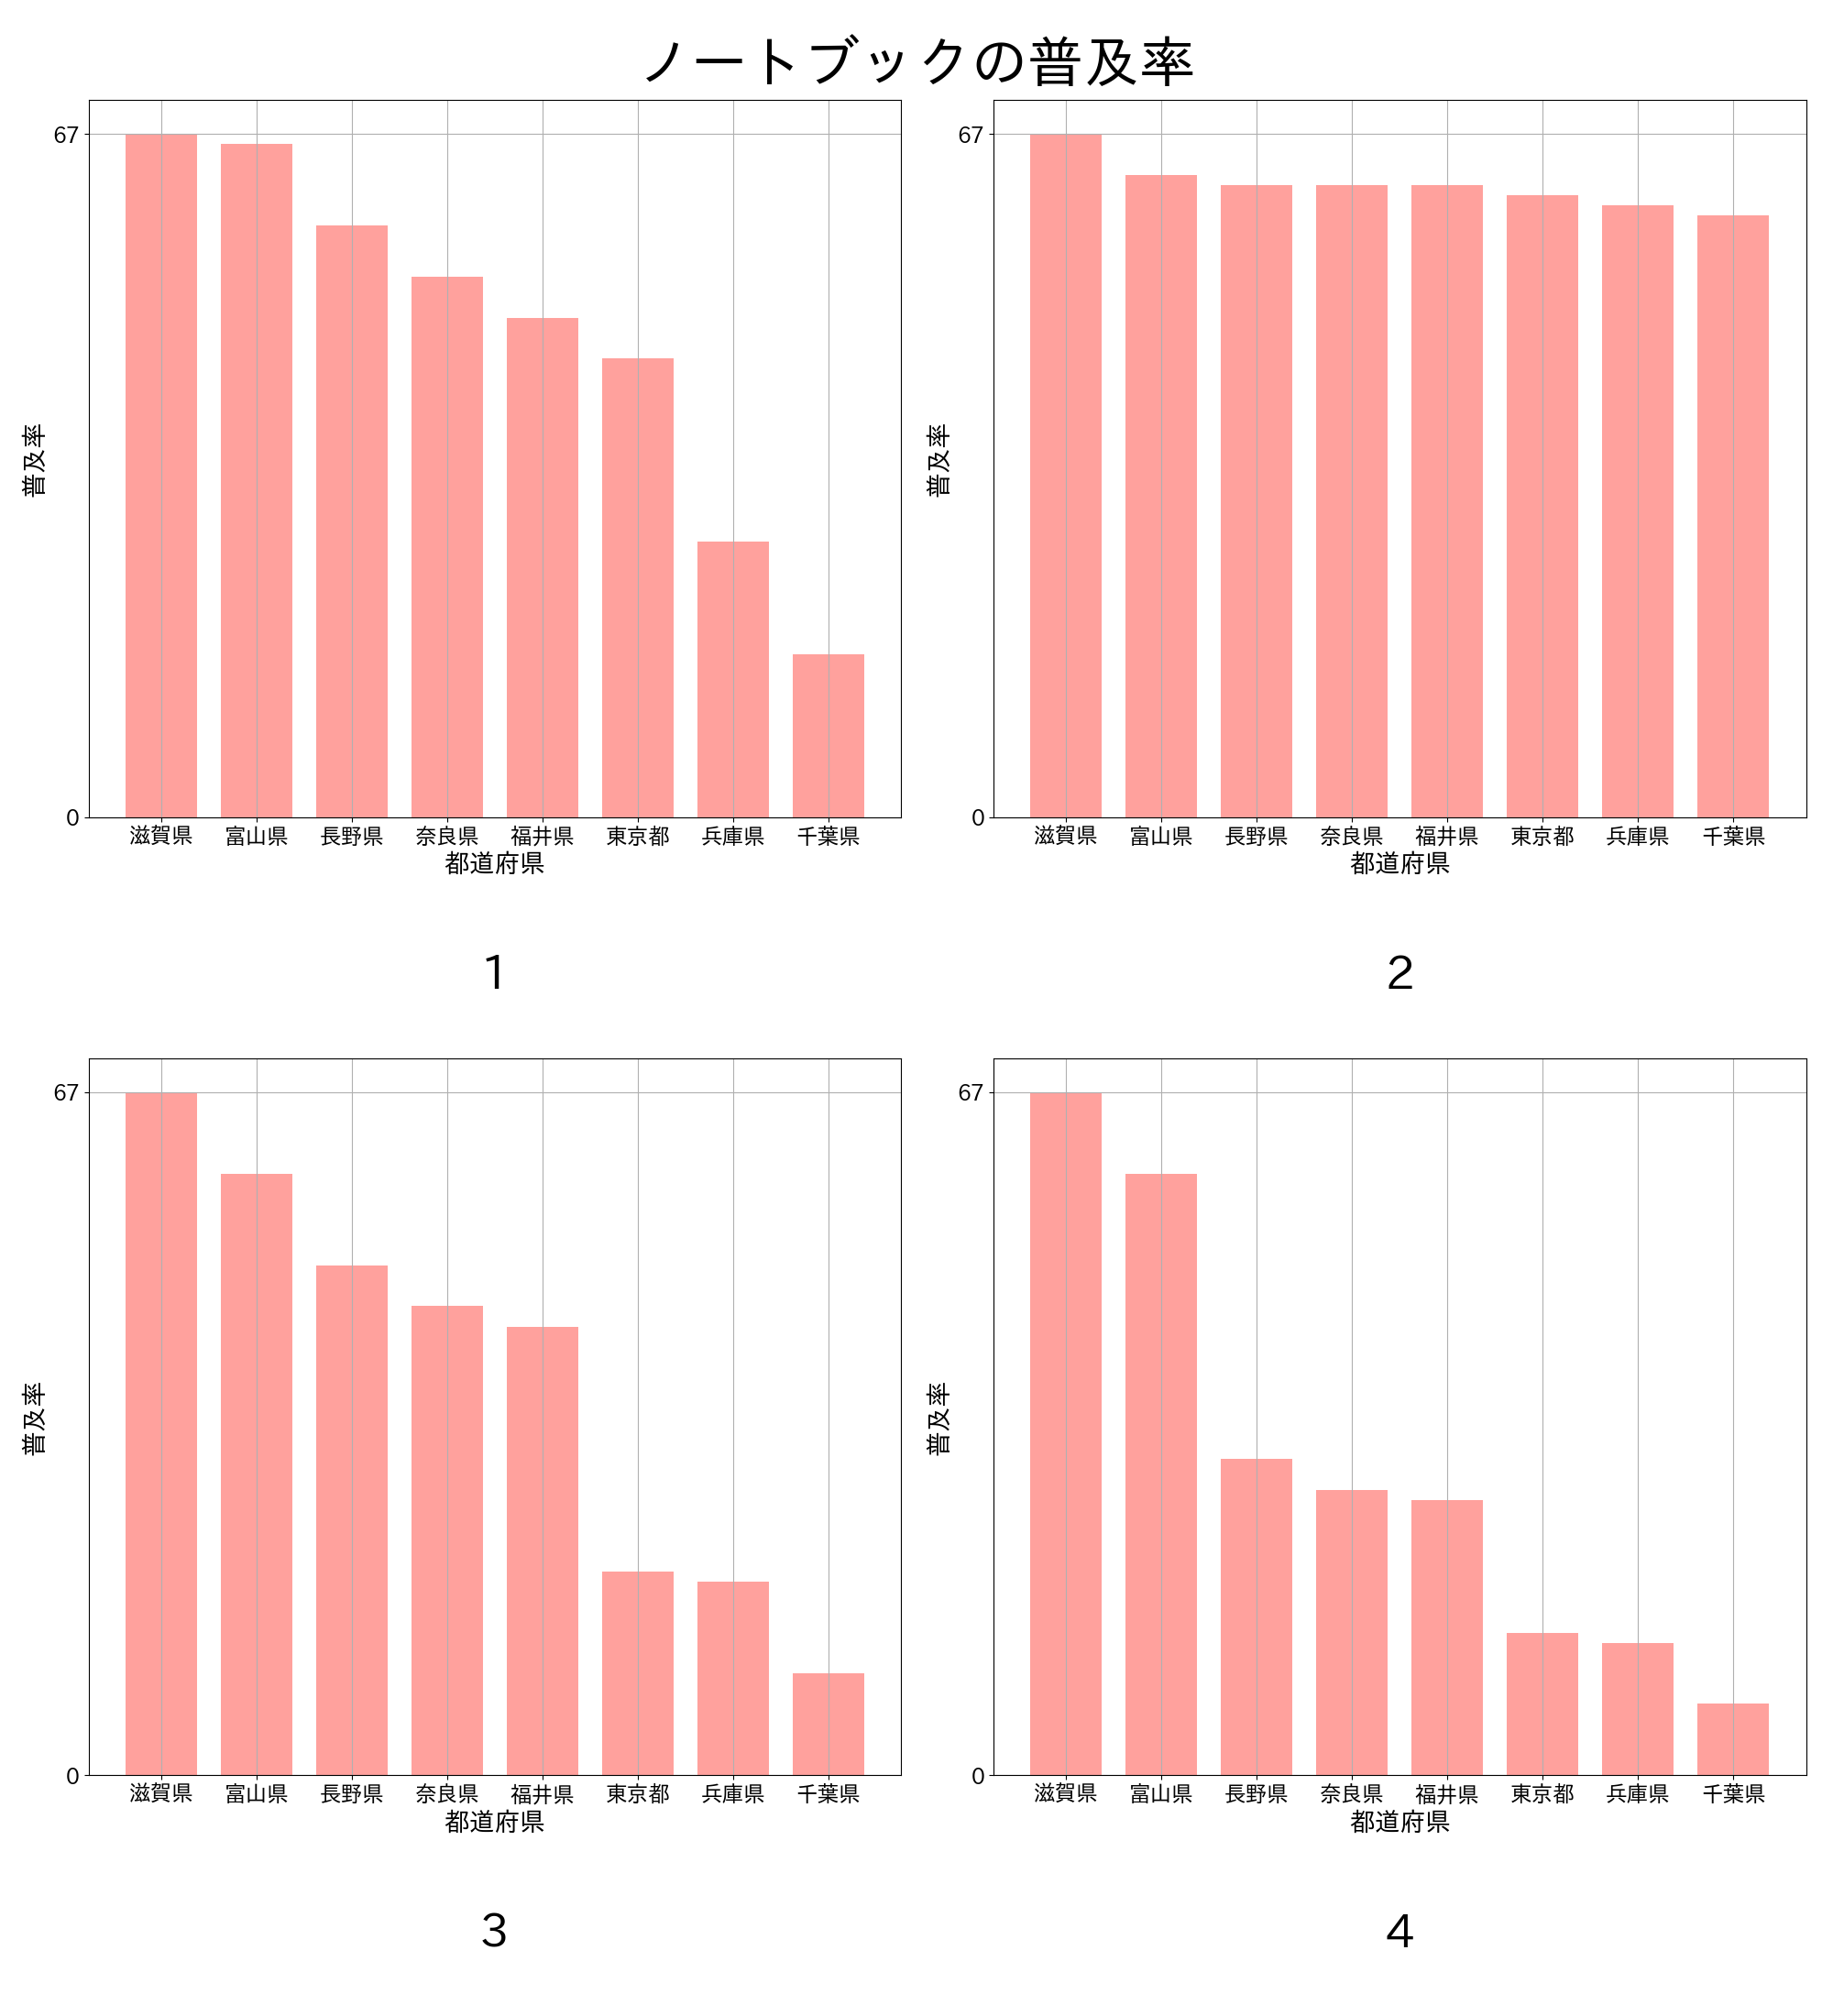 ノートブックの普及率
67
0
普及率
滋賀県 富山県 長野県 奈良県 福井県 東京都 兵庫県 千葉県
都道府県
1
67
0
普及率
滋賀県 富山県 長野県 奈良県 福井県 東京都 兵庫県 千葉県
都道府県
2
67
0
普及率
滋賀県 富山県 長野県 奈良県 福井県 東京都 兵庫県 千葉県
都道府県
3
67
0
普及率
滋賀県 富山県 長野県 奈良県 福井県 東京都 兵庫県 千葉県
都道府県
4